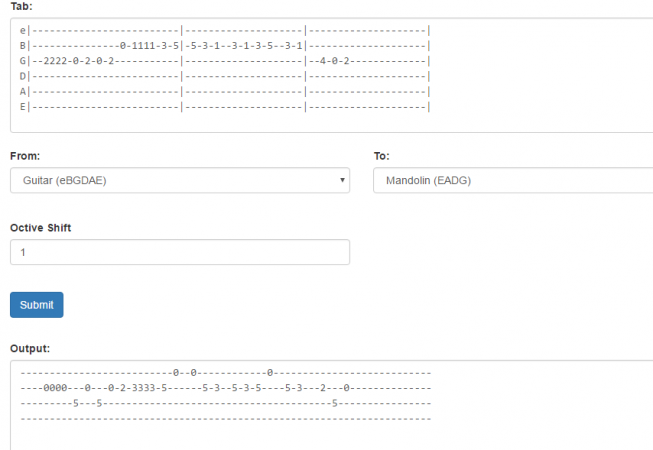 Tab:
e|-------------------------|--------------------|--------------------|
B|---------------0-1111-3-5|-5-3-1--3-1-3-5--3-1|--------------------|
G|--2222-0-2-0-2-----------|--------------------|--4-0-2-------------|
D|-------------------------|--------------------|--------------------|
A|-------------------------|--------------------|--------------------|
E|-------------------------|--------------------|--------------------|
From: To:
Guitar (eBGDAE) Mandolin (EADG)
Octive Shift
1
Submit
Output:
--------------------------0--0------------0---------------------------
----0000---0---0-2-3333-5------5-3--5-3-5----5-3---2---0--------------
---------5---5---------------------------------------5----------------
----------------------------------------------------------------------